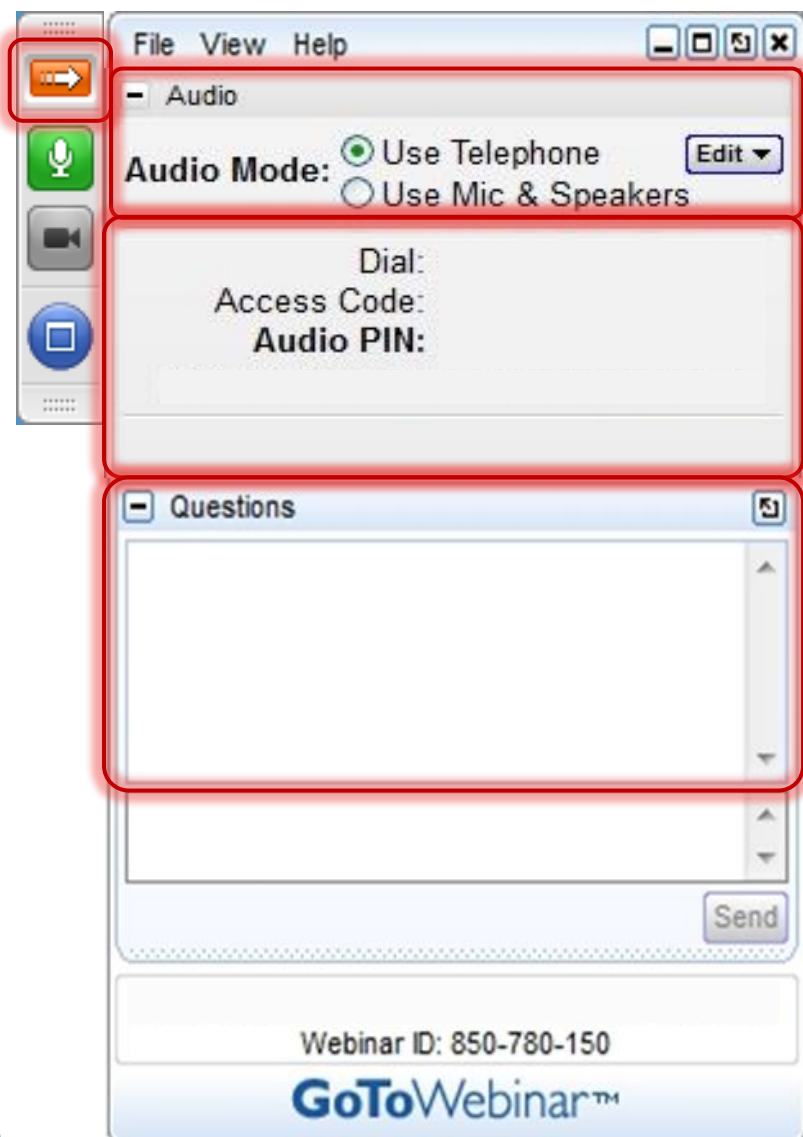 File View Help
Audio
Audio Mode: Use Telephone Edit
Use Mic & Speakers
Dial:
Access Code:
Audio PIN:
Questions
Send
Webinar ID: 850-780-150
GoToWebinar™